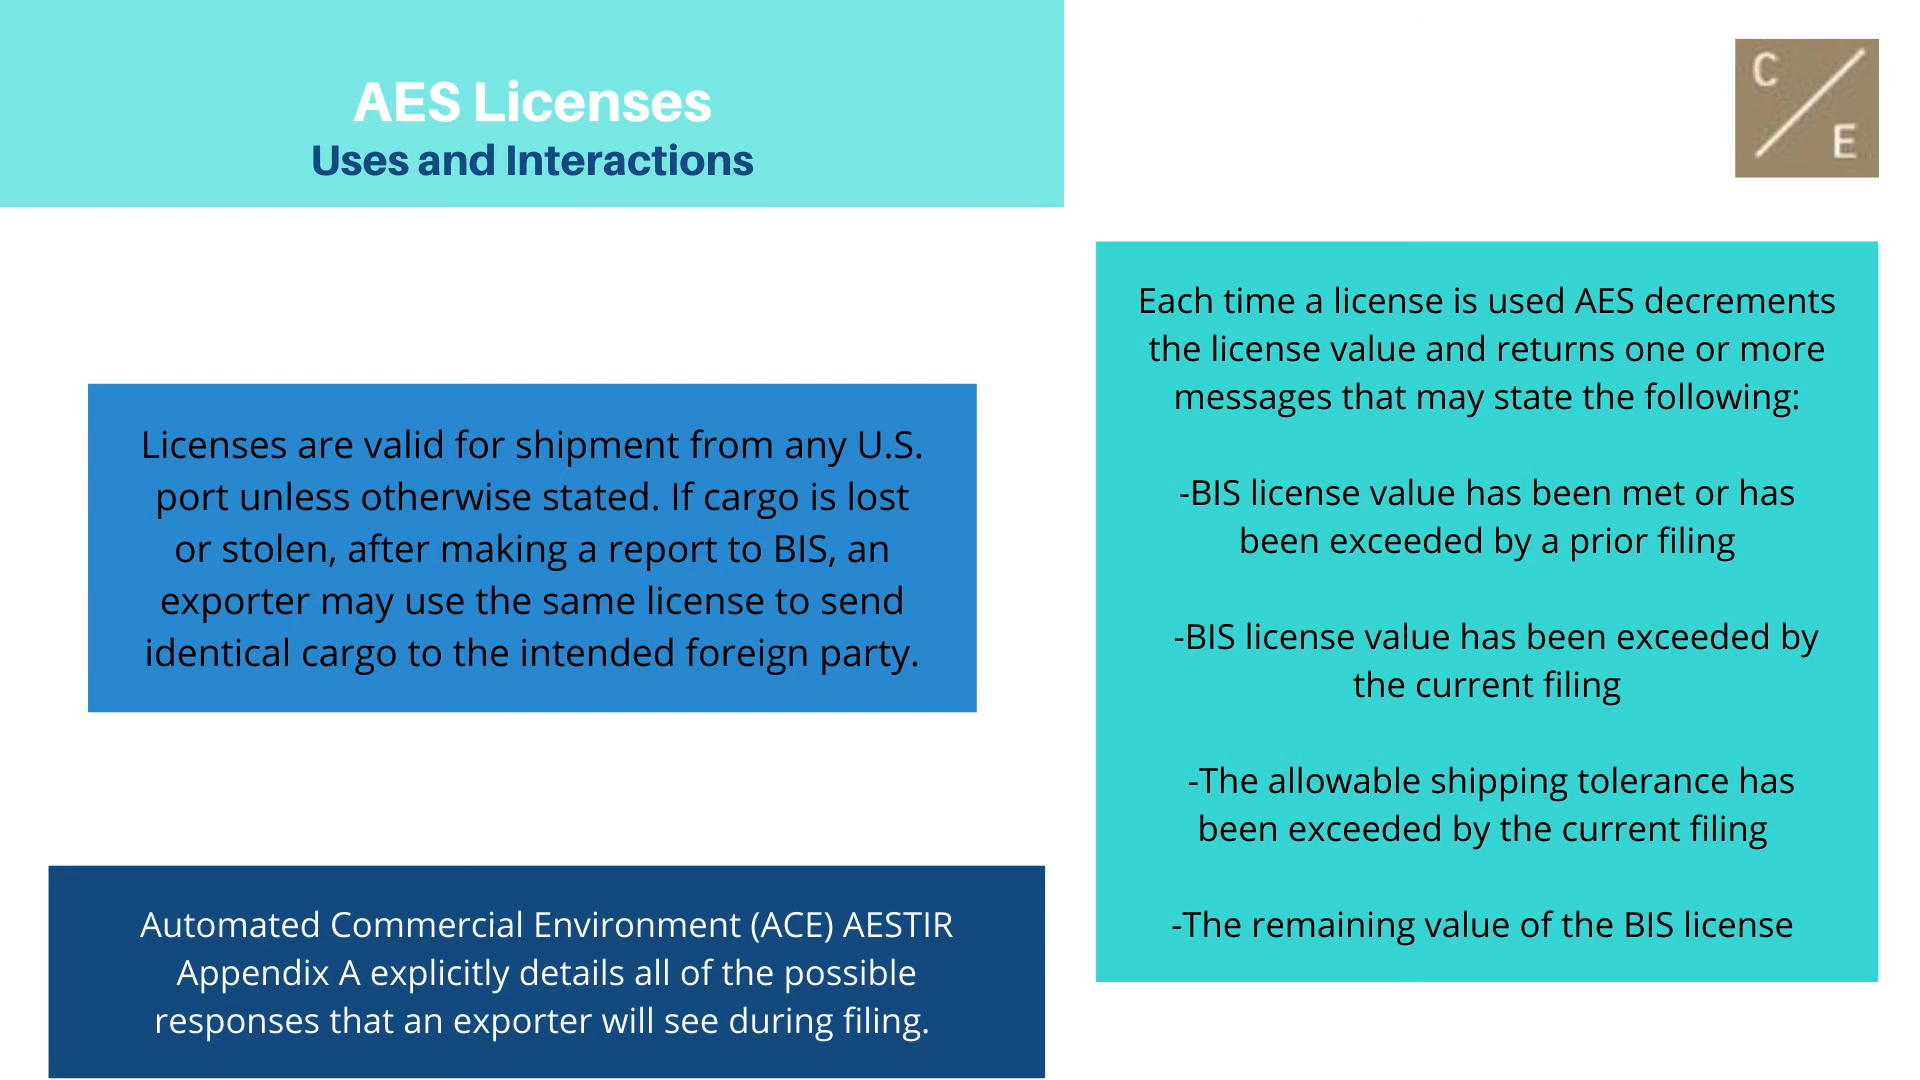 AES Licenses
Uses and Interactions
C
E
Licenses are valid for shipment from any U.S.
port unless otherwise stated. If cargo is lost
or stolen, after making a report to BIS, an
exporter may use the same license to send
identical cargo to the intended foreign party.
Automated Commercial Environment (ACE) AESTIR
Appendix A explicitly details all of the possible
responses that an exporter will see during filing.
Each time a license is used AES decrements
the license value and returns one or more
messages that may state the following:
-BIS license value has been met or has
been exceeded by a prior filing
-BIS license value has been exceeded by
the current filing
-The allowable shipping tolerance has
been exceeded by the current filing
-The remaining value of the BIS license